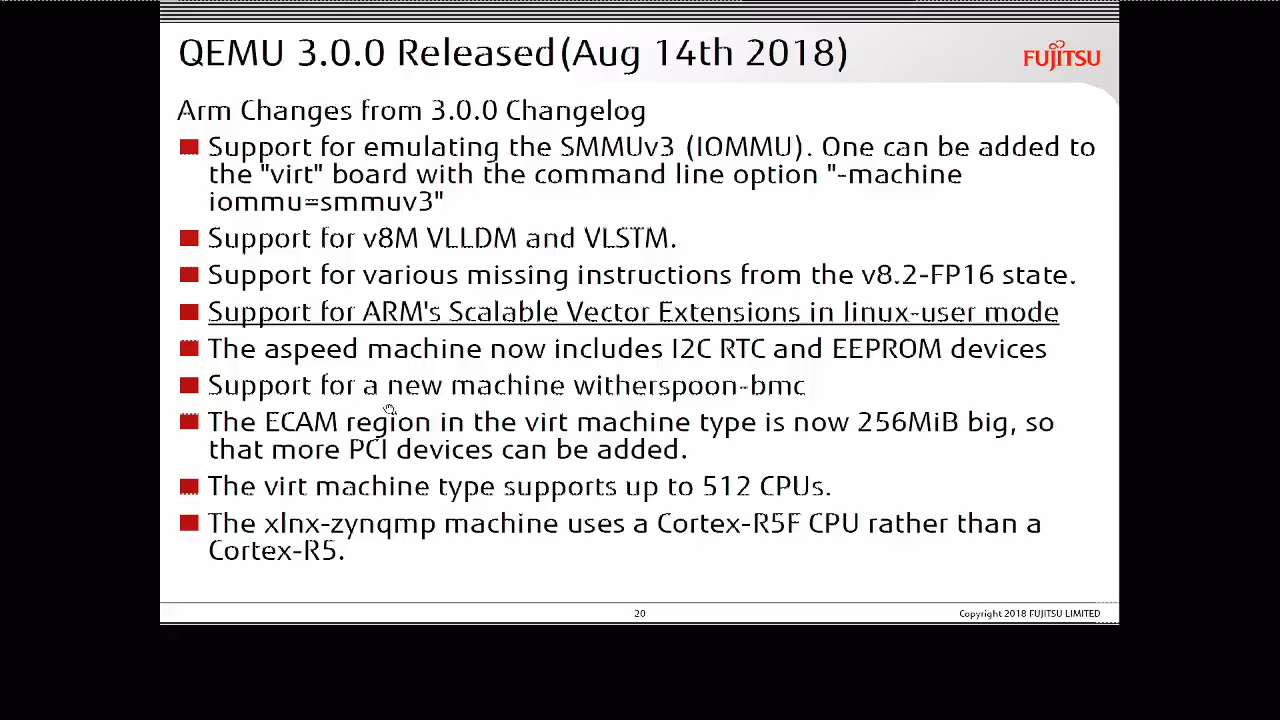 QEMU 3.0.0 Released(Aug 14th 2018)
FUJITSU
Arm Changes from 3.0.0 Changelog
Support for emulating the SMMUv3 (IOMMU). One can be added to
the "virt" board with the command line option "-machine
iommu=smmuv3"
Support for v8M VLLDM and VLSTM.
Support for various missing instructions from the v8.2-FP16 state.
Support for ARM's Scalable Vector Extensions in linux-user mode
The aspeed machine now includes I2C RTC and EEPROM devices
Support for a new machine witherspoon-bmc
The ECAM region in the virt machine type is now 256MiB big, so
that more PCI devices can be added.
The virt machine type supports up to 512 CPUs.
The xlnx-zynqmp machine uses a Cortex-R5F CPU rather than a
Cortex-R5.
20
Copyright 2018 FUJITSU LIMITED